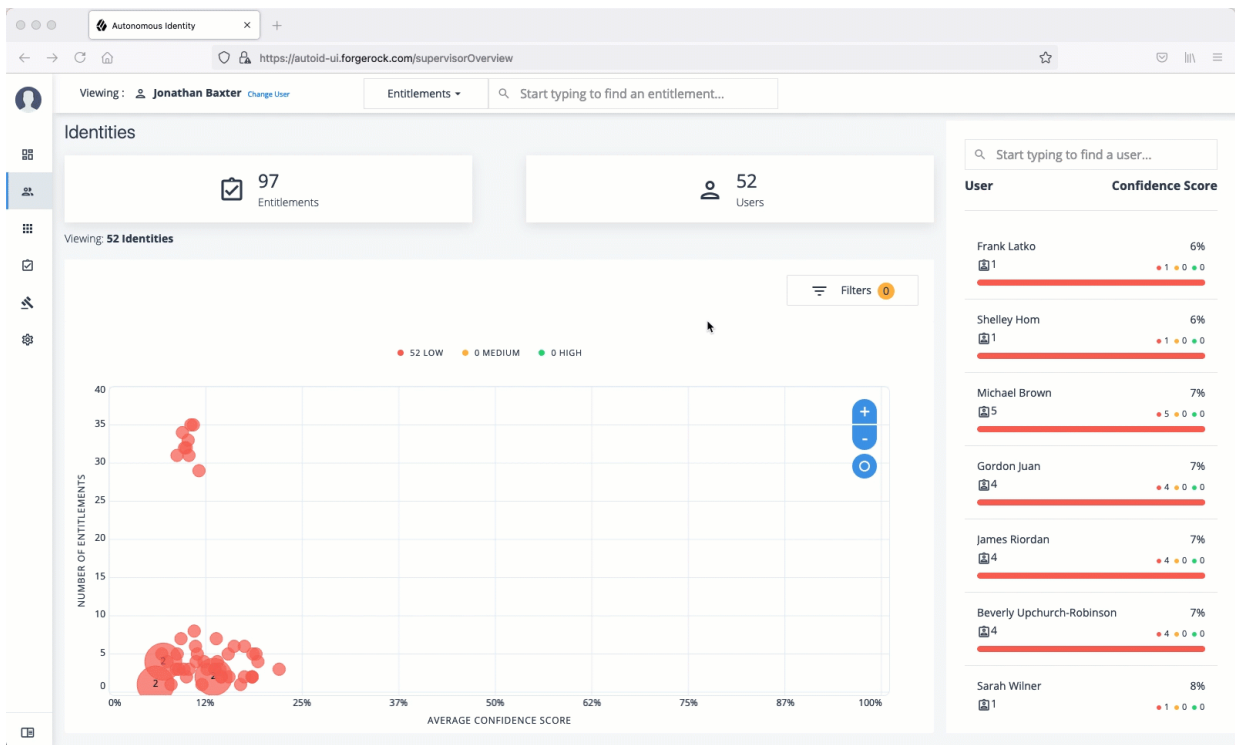 Autonomous Identity
https://autoid-ui.forgerock.com/supervisorOverview
Viewing : Jonathan Baxter Change User
Entitlements
Start typing to find an entitlement...
Identities
97
Entitlements
52
Users
Viewing: 52 Identities
Filters 0
52 LOW 0 MEDIUM 0 HIGH
NUMBER OF ENTITLEMENTS
40
35
30
25
20
15
10
5
0
2
2
2
0% 12% 25% 37% 50% 62% 75% 87% 100%
AVERAGE CONFIDENCE SCORE
+
-
Start typing to find a user...
User Confidence Score
Frank Latko 6%
1 1 0 0
Shelley Hom 6%
1 1 0 0
Michael Brown 7%
5 5 0 0
Gordon Juan 7%
4 4 0 0
James Riordan 7%
4 4 0 0
Beverly Upchurch-Robinson 7%
4 4 0 0
Sarah Wilner 8%
1 1 0 0